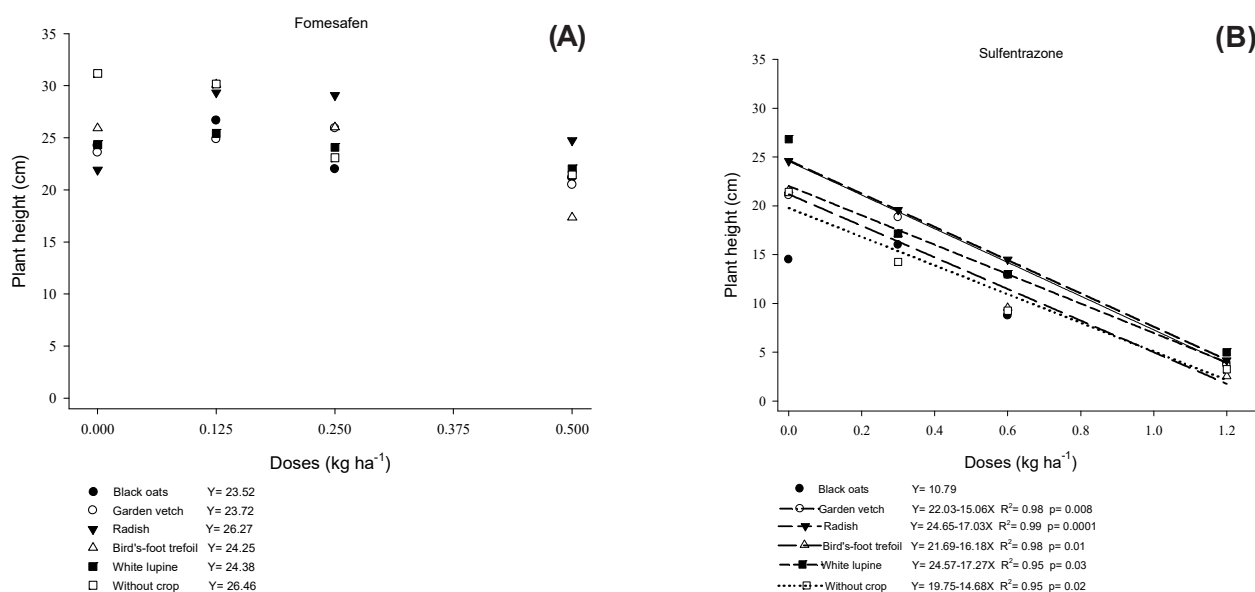 Fomesafen
(A)
35
30
25
20
15
10
5
0
Plant height (cm)
0.000 0.125 0.250 0.375 0.500
Doses (kg ha-1)
Black oats Y= 23.52
Garden vetch Y= 23.72
Radish Y= 26.27
Bird's-foot trefoil Y= 24.25
White lupine Y= 24.38
Without crop Y= 26.46
(B)
Sulfentrazone
35
30
25
20
15
10
5
0
Plant height (cm)
0.0 0.2 0.4 0.6 0.8 1.0 1.2
Doses (kg ha-1)
Black oats Y= 10.79
Garden vetch Y= 22.03-15.06X R2= 0.98 p= 0.008
Radish Y= 24.65-17.03X R2= 0.99 p= 0.0001
Bird's-foot trefoil Y= 21.69-16.18X R2= 0.98 p= 0.01
White lupine Y= 24.57-17.27X R2= 0.95 p= 0.03
Without crop Y= 19.75-14.68X R2= 0.95 p= 0.02